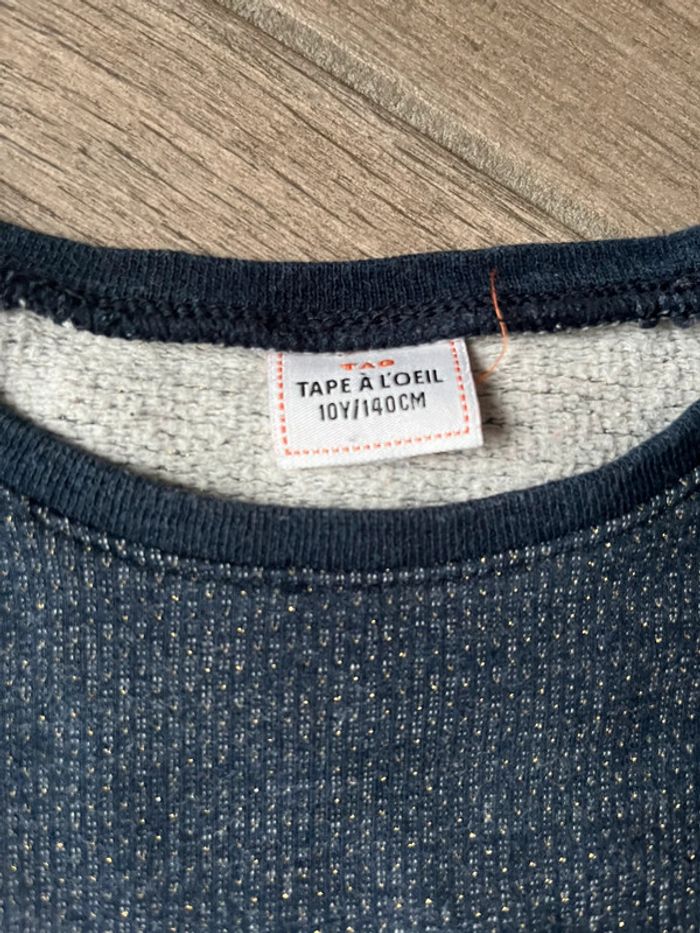 TAO
TAPE À L'OEIL
10Y/140CM